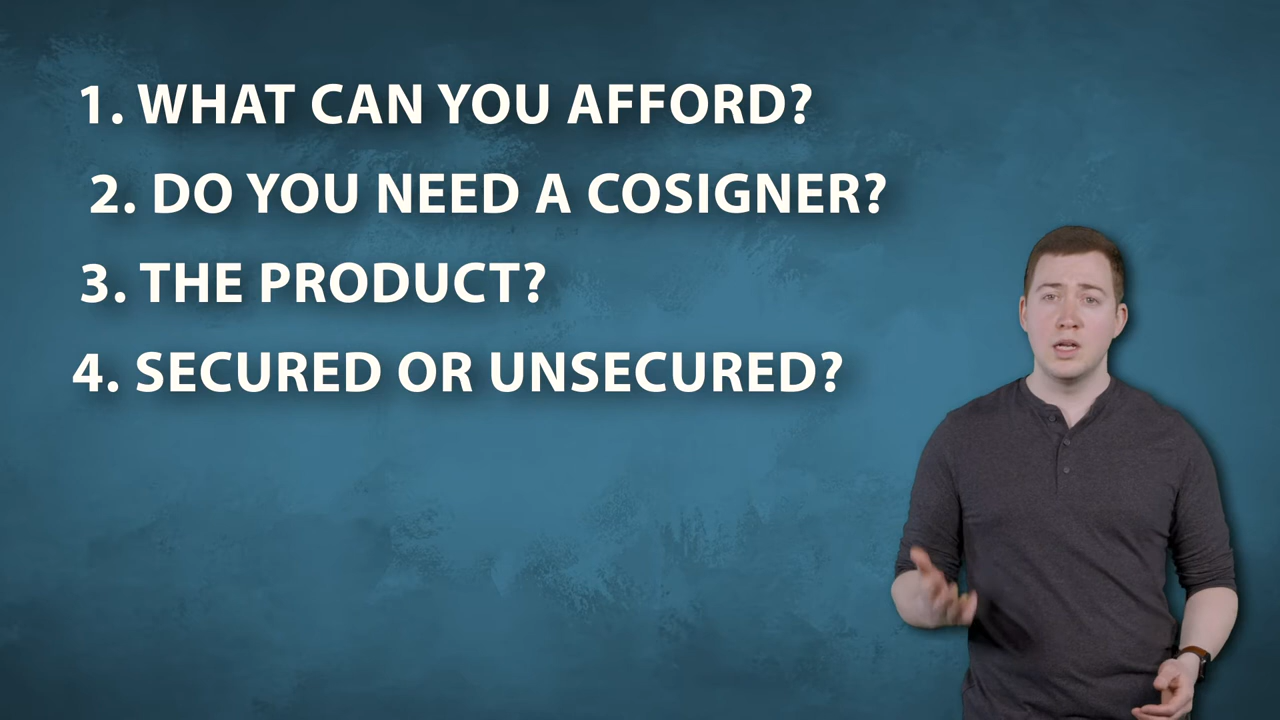 1. WHAT CAN YOU AFFORD?
2. DO YOU NEED A COSIGNER?
3. THE PRODUCT?
4. SECURED OR UNSECURED?